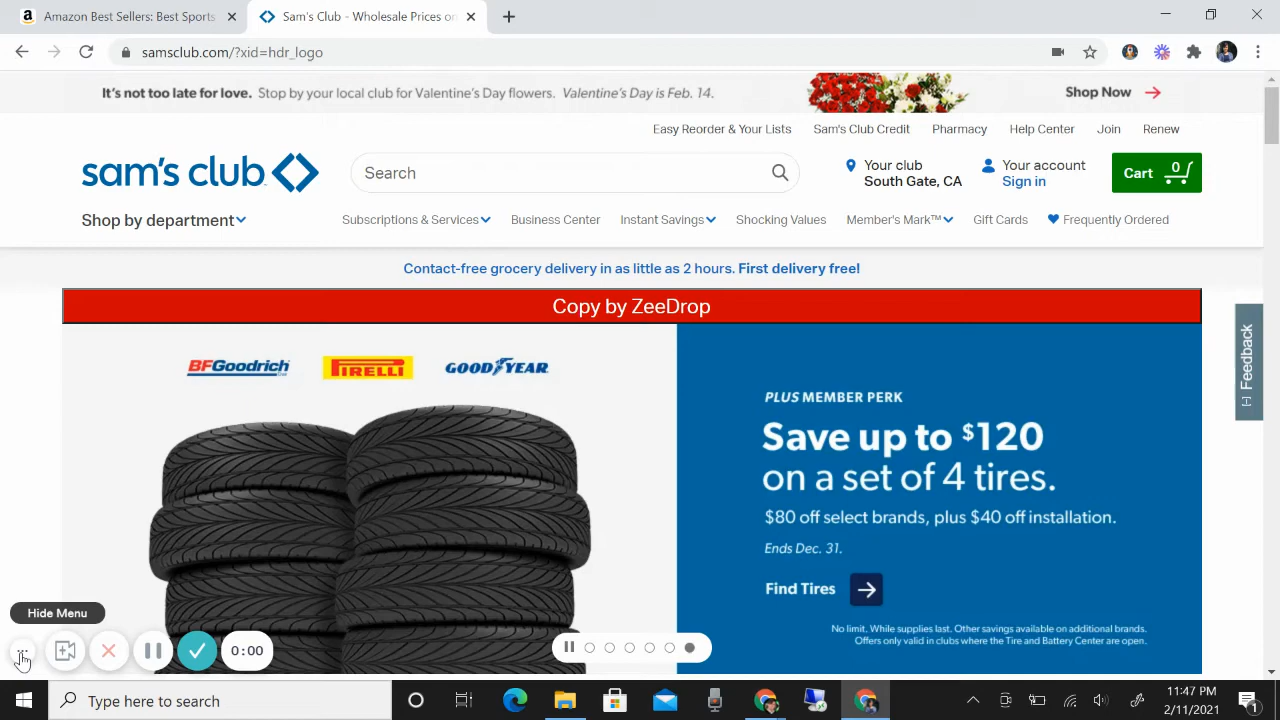 Amazon Best Sellers: Best Sports
Sam's Club - Wholesale Prices on
samsclub.com/?xid=hdr_logo
It's not too late for love. Stop by your local club for Valentine's Day flowers. Valentine's Day is Feb. 14.
Shop Now
Easy Reorder & Your Lists
Sam's Club Credit
Pharmacy
Help Center
Join
Renew
sam's club
Search
Your club
South Gate, CA
Your account
Sign in
Cart
0
Shop by department
Subscriptions & Services
Business Center
Instant Savings
Shocking Values
Member's Mark™
Gift Cards
Frequently Ordered
Contact-free grocery delivery in as little as 2 hours. First delivery free!
Copy by ZeeDrop
BFGoodrich
PIRELLI
GOODYEAR
PLUS MEMBER PERK
Save up to $120
on a set of 4 tires.
$80 off select brands, plus $40 off installation.
Ends Dec. 31.
Find Tires
No limit. While supplies last. Other savings available on additional brands.
Offers only valid in clubs where the Tire and Battery Center are open.
[-] Feedback
Hide Menu
0:00
Type here to search
11:47 PM
2/11/2021
1